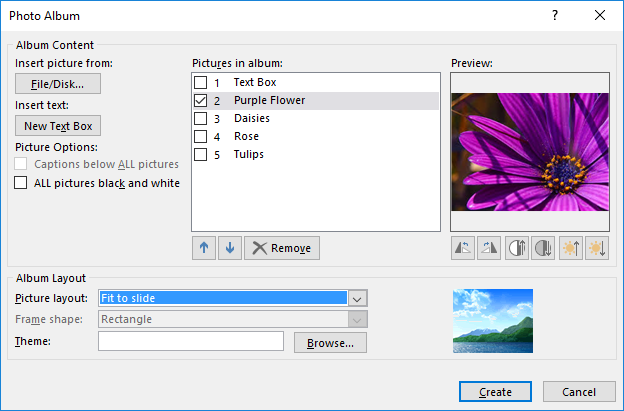 Photo Album
?
Album Content
Insert picture from:
File/Disk...
Insert text:
New Text Box
Picture Options:
Captions below ALL pictures
ALL pictures black and white
Pictures in album:
1 Text Box
2 Purple Flower
3 Daisies
4 Rose
5 Tulips
Remove
Preview:
Album Layout
Picture layout: Fit to slide
Frame shape: Rectangle
Theme:
Browse...
Create
Cancel